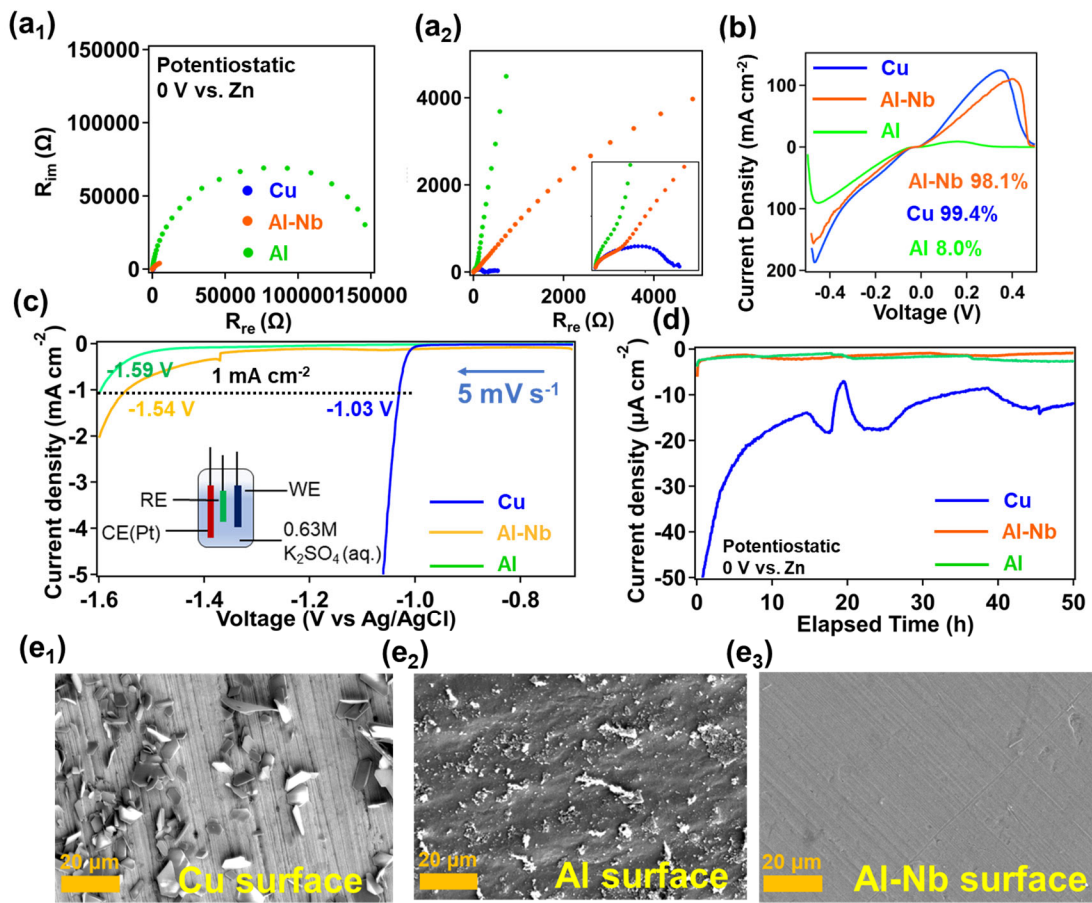 (a1)
150000
100000
50000
0
Rim (Ω)
Potentiostatic
0 V vs. Zn
Cu
Al-Nb
Al
0
50000
100000
150000
Rre (Ω)
(a2)
4000
2000
0
0
2000
4000
Rre (Ω)
(b)
Current Density (mA cm-2)
100
0
100
200
Cu
Al-Nb
Al
Al-Nb 98.1%
Cu 99.4%
Al 8.0%
-0.4
-0.2
0.0
0.2
0.4
Voltage (V)
(c)
Current density (mA cm-2)
0
-1
-2
-3
-4
-5
-1.59 V
1 mA cm-2
-1.54 V
-1.03 V
5 mV s-1
RE
WE
CE(Pt)
0.63M
K2SO4 (aq.)
Cu
Al-Nb
Al
-1.6
-1.4
-1.2
-1.0
-0.8
Voltage (V vs Ag/AgCl)
(d)
Current density (µA cm-2)
0
-10
-20
-30
-40
-50
Cu
Al-Nb
Al
Potentiostatic
0 V vs. Zn
0
10
20
30
40
50
Elapsed Time (h)
(e1)
20 µm
Cu surface
(e2)
20 µm
Al surface
(e3)
20 µm
Al-Nb surface